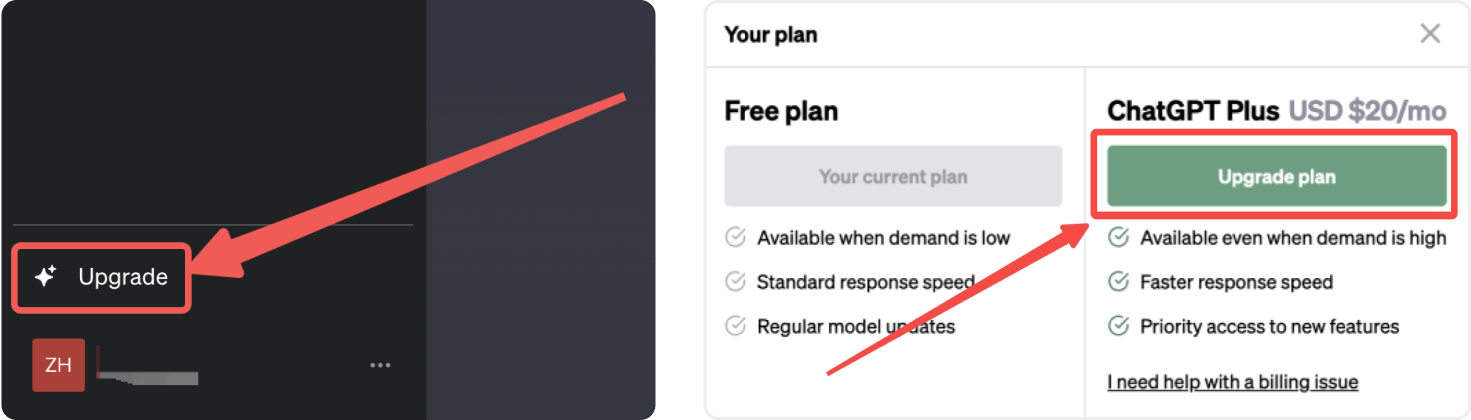 Upgrade
ZH
Your plan
Free plan
Your current plan
Available when demand is low
Standard response speed
Regular model updates
ChatGPT Plus USD $20/mo
Upgrade plan
Available even when demand is high
Faster response speed
Priority access to new features
I need help with a billing issue